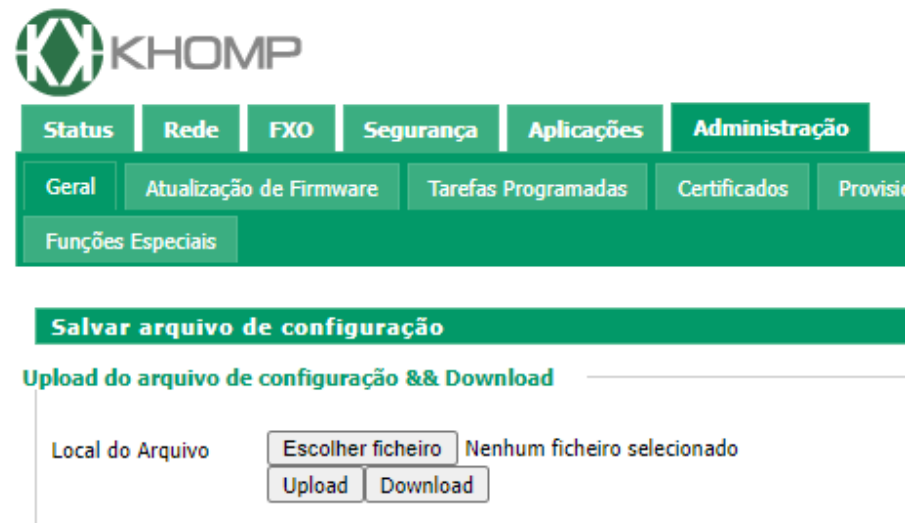 KHOMP
Status Rede FXO Segurança Aplicações Administração
Geral Atualização de Firmware Tarefas Programadas Certificados
Funções Especiais
Salvar arquivo de configuração
Upload do arquivo de configuração && Download
Local do Arquivo Escolher ficheiro Nenhum ficheiro selecionado
Upload Download